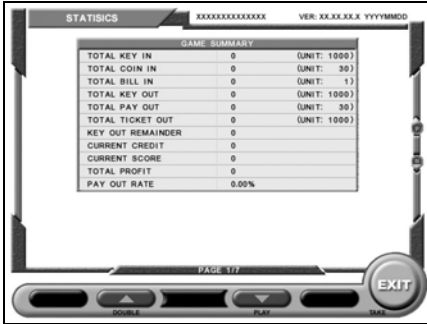 STATISICS XXXXXXXXXXXXXX VER: XX.XX.XX.X YYYYMMDD
GAME SUMMARY
TOTAL KEY IN 0 (UNIT: 1000)
TOTAL COIN IN 0 (UNIT: 30)
TOTAL BILL IN 0 (UNIT: 1)
TOTAL KEY OUT 0 (UNIT: 1000)
TOTAL PAY OUT 0 (UNIT: 30)
TOTAL TICKET OUT 0 (UNIT: 1000)
KEY OUT REMAINDER 0
CURRENT CREDIT 0
CURRENT SCORE 0
TOTAL PROFIT 0
PAY OUT RATE 0.00%
PAGE 1/7
EXIT
DOUBLE PLAY TAKE